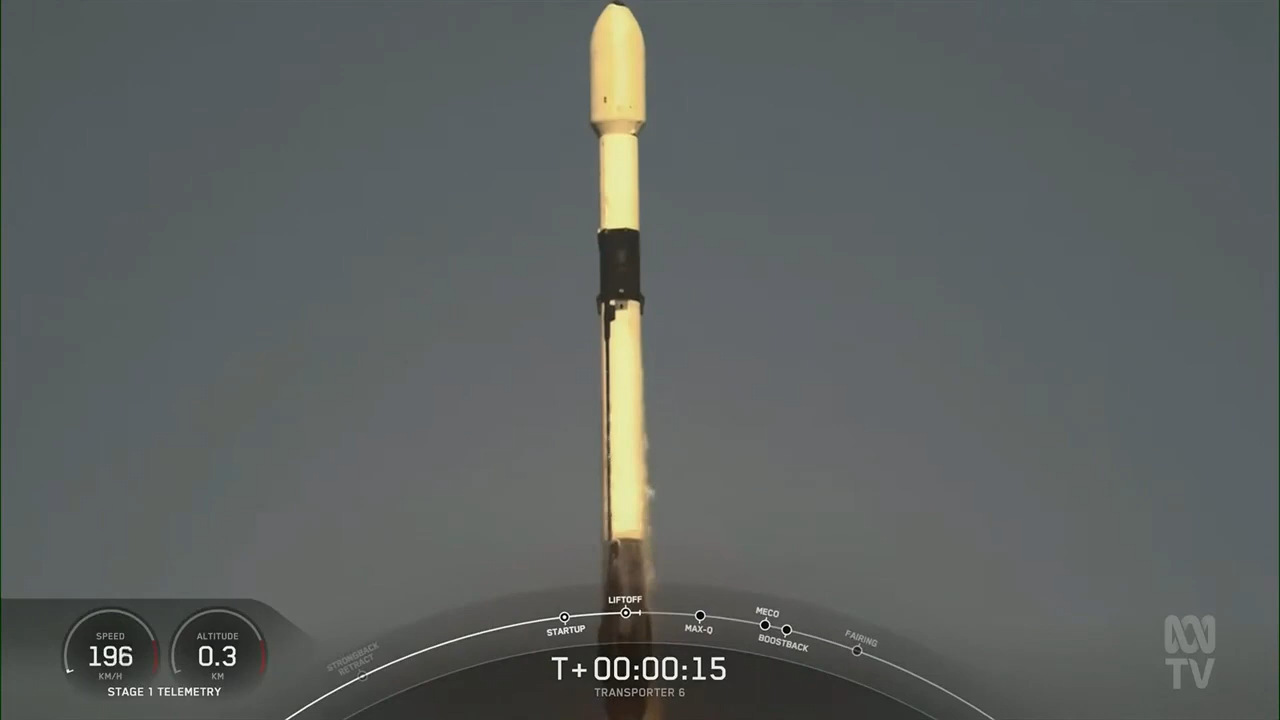 SPEED
196
KM/H
ALTITUDE
0.3
KM
STAGE 1 TELEMETRY
STRONGBACK
RETRACT
STARTUP
LIFTOFF
MAX-Q
MECO
BOOSTBACK
FAIRING
T+00:00:15
TRANSPORTER 6
TV